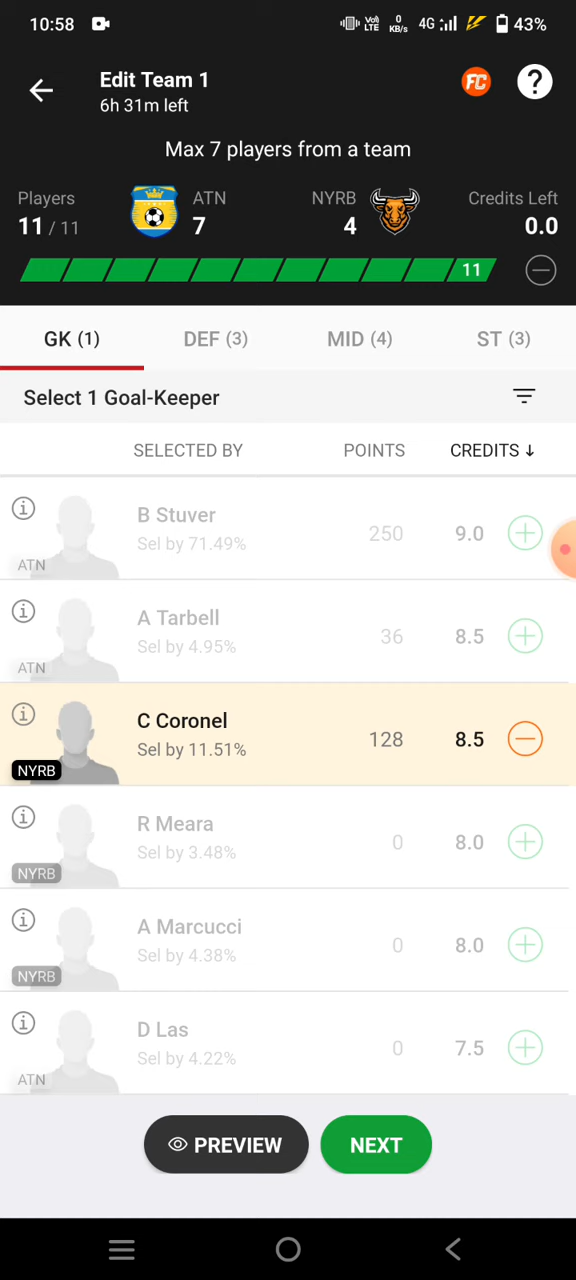 10:58
Vo) LTE 0 KB/s 4G 43%
Edit Team 1
6h 31m left
FC
?
Max 7 players from a team
Players ATN NYRB Credits Left
11 / 11 7 4 0.0
11
GK (1) DEF (3) MID (4) ST (3)
Select 1 Goal-Keeper
SELECTED BY POINTS CREDITS ↓
B Stuver
Sel by 71.49% 250 9.0
ATN
A Tarbell
Sel by 4.95% 36 8.5
ATN
C Coronel
Sel by 11.51% 128 8.5
NYRB
R Meara
Sel by 3.48% 0 8.0
NYRB
A Marcucci
Sel by 4.38% 0 8.0
NYRB
D Las
Sel by 4.22% 0 7.5
ATN
PREVIEW NEXT